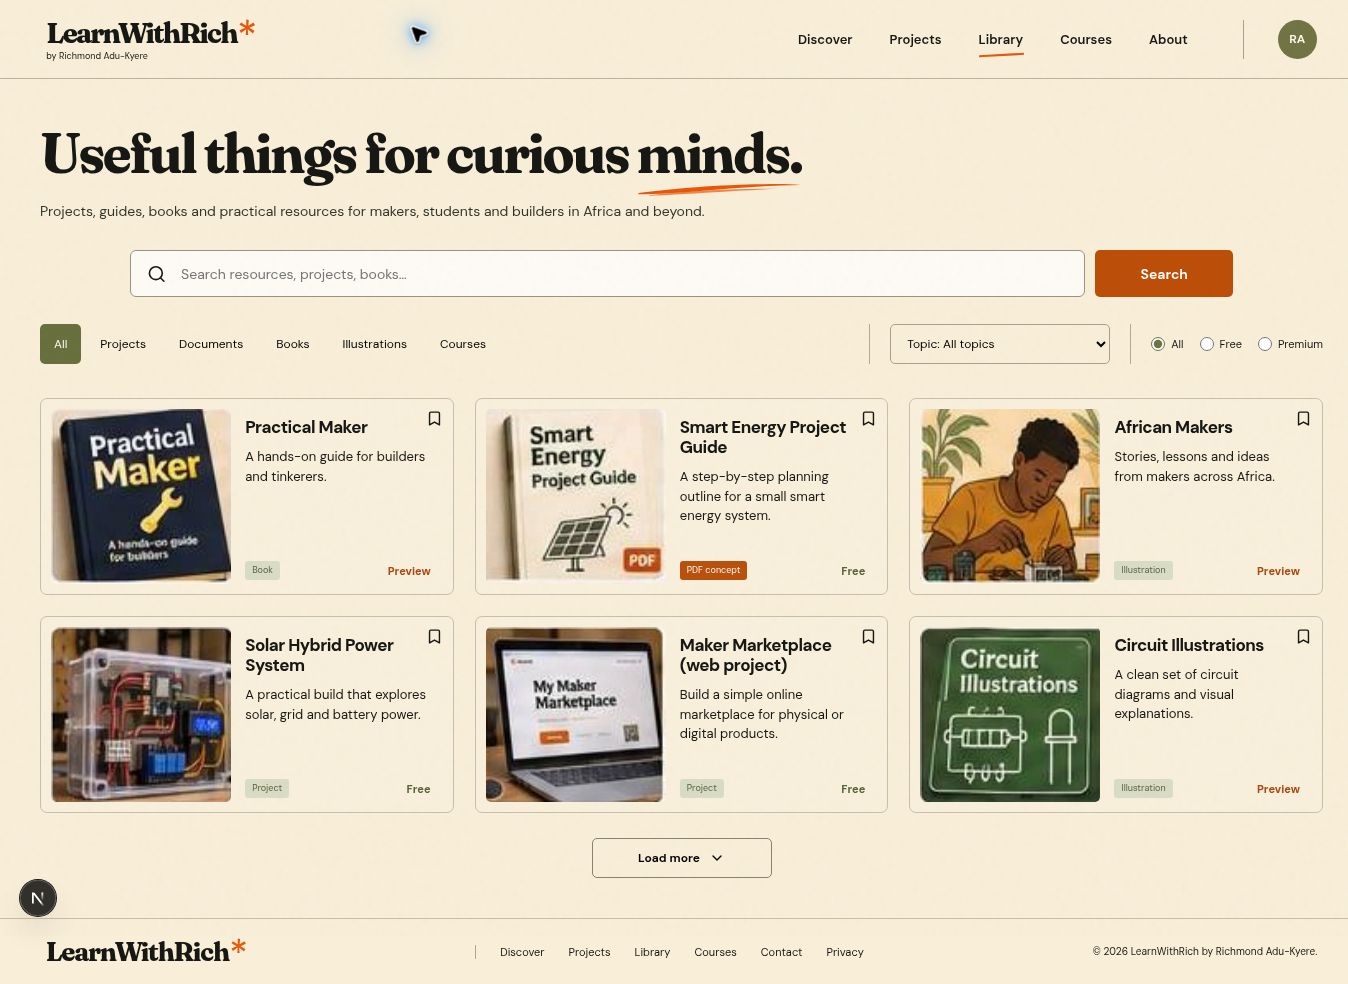 LearnWithRich*
by Richmond Adu-Kyere
Discover Projects Library Courses About
RA
Useful things for curious minds.
Projects, guides, books and practical resources for makers, students and builders in Africa and beyond.
Search resources, projects, books...
Search
All Projects Documents Books Illustrations Courses
Topic: All topics
All Free Premium
Practical
Maker
A hands-on guide
for builders
Practical Maker
A hands-on guide for builders
and tinkerers.
Book
Preview
Smart
Energy
Project Guide
PDF
Smart Energy Project
Guide
A step-by-step planning
outline for a small smart
energy system.
PDF concept
Free
African Makers
Stories, lessons and ideas
from makers across Africa.
Illustration
Preview
Solar Hybrid Power
System
A practical build that explores
solar, grid and battery power.
Project
Free
My Maker
Marketplace
Maker Marketplace
(web project)
Build a simple online
marketplace for physical or
digital products.
Project
Free
Circuit
Illustrations
Circuit Illustrations
A clean set of circuit
diagrams and visual
explanations.
Illustration
Preview
Load more
N
LearnWithRich*
Discover Projects Library Courses Contact Privacy
© 2026 LearnWithRich by Richmond Adu-Kyere.